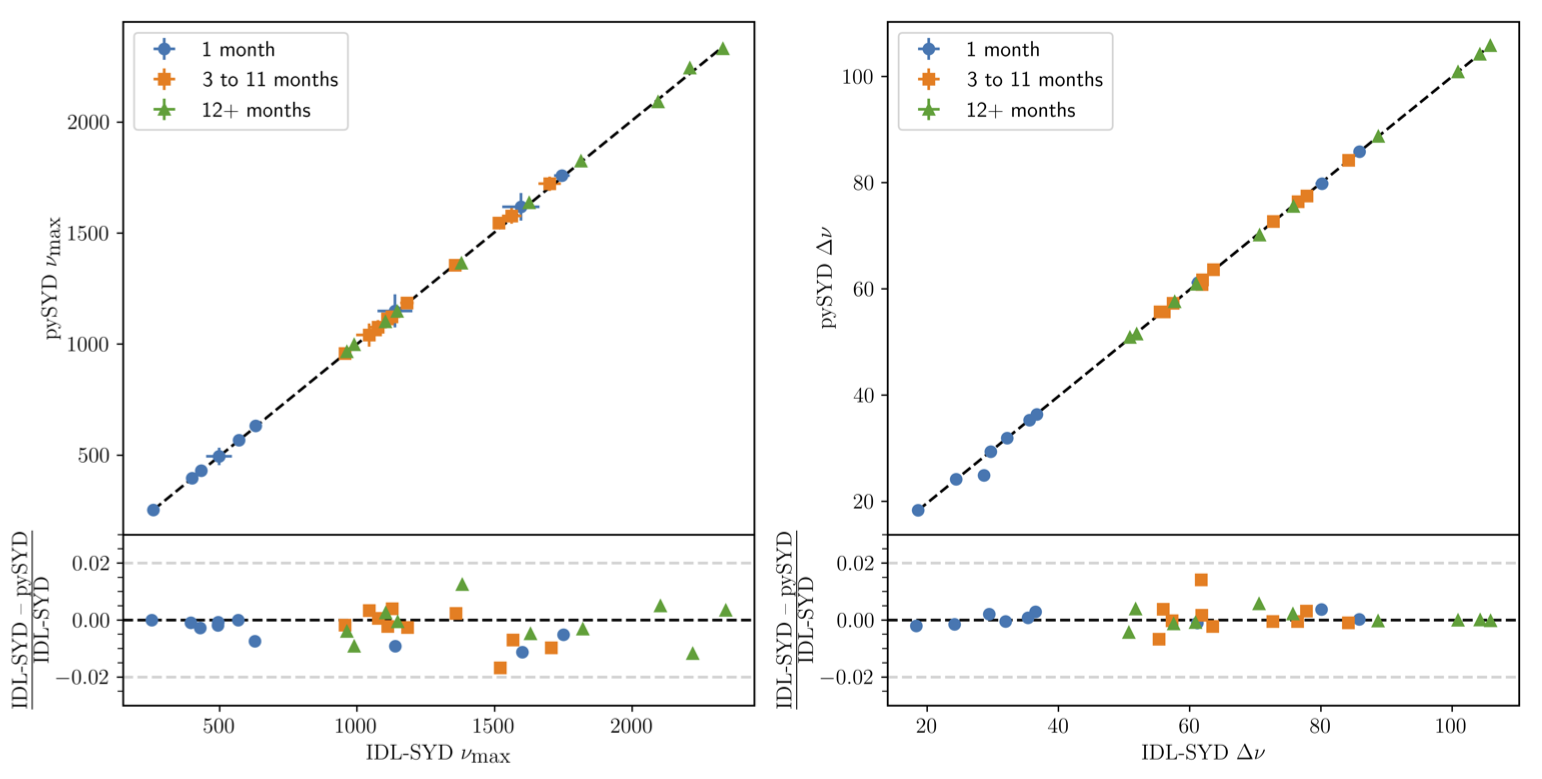 1 month
3 to 11 months
12+ months
2000
1500
1000
500
pySYD νmax
0.02
0.00
−0.02
IDL-SYD − pySYD
IDL-SYD
500 1000 1500 2000
IDL-SYD νmax
1 month
3 to 11 months
12+ months
100
80
60
40
20
pySYD Δν
0.02
0.00
−0.02
IDL-SYD − pySYD
IDL-SYD
20 40 60 80 100
IDL-SYD Δν